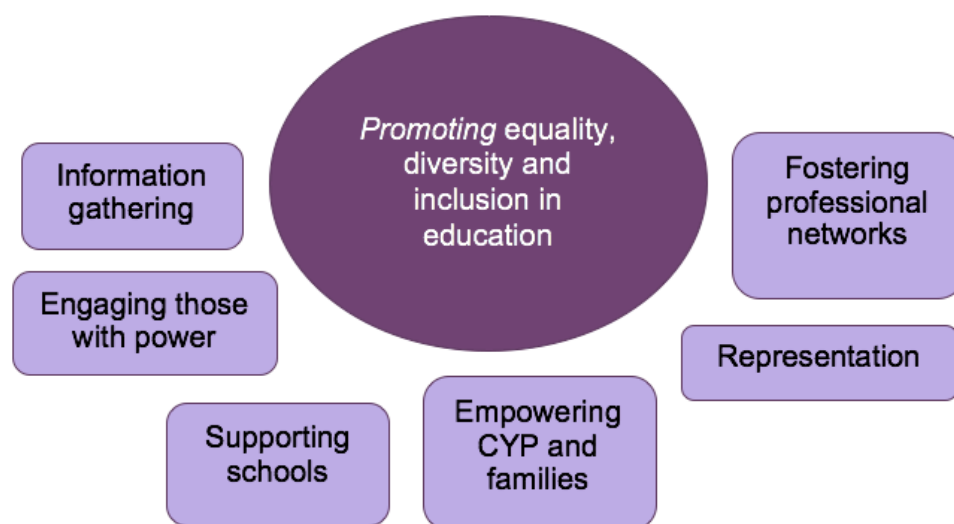 Promoting equality,
diversity and
inclusion in
education
Information
gathering
Engaging those
with power
Supporting
schools
Empowering
CYP and
families
Representation
Fostering
professional
networks